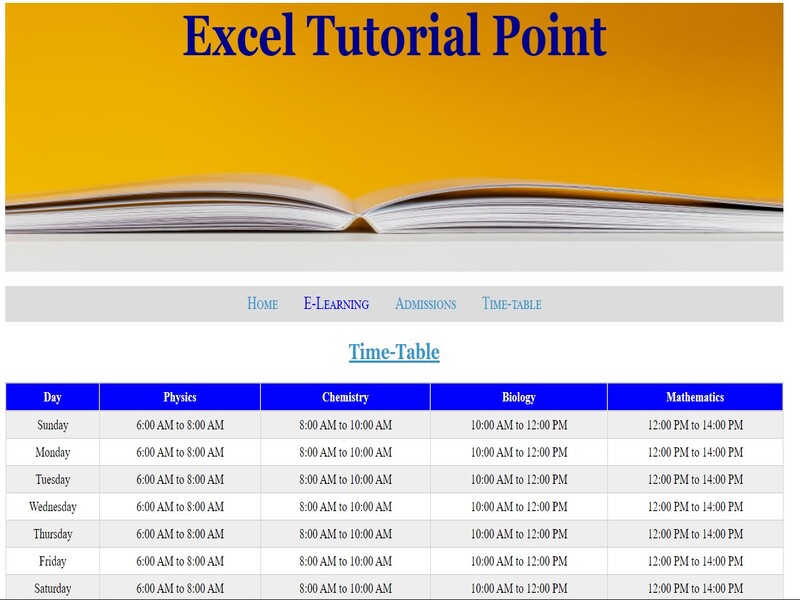 Excel Tutorial Point
Home E-Learning Admissions Time-table
Time-Table
Day Physics Chemistry Biology Mathematics
Sunday 6:00 AM to 8:00 AM 8:00 AM to 10:00 AM 10:00 AM to 12:00 PM 12:00 PM to 14:00 PM
Monday 6:00 AM to 8:00 AM 8:00 AM to 10:00 AM 10:00 AM to 12:00 PM 12:00 PM to 14:00 PM
Tuesday 6:00 AM to 8:00 AM 8:00 AM to 10:00 AM 10:00 AM to 12:00 PM 12:00 PM to 14:00 PM
Wednesday 6:00 AM to 8:00 AM 8:00 AM to 10:00 AM 10:00 AM to 12:00 PM 12:00 PM to 14:00 PM
Thursday 6:00 AM to 8:00 AM 8:00 AM to 10:00 AM 10:00 AM to 12:00 PM 12:00 PM to 14:00 PM
Friday 6:00 AM to 8:00 AM 8:00 AM to 10:00 AM 10:00 AM to 12:00 PM 12:00 PM to 14:00 PM
Saturday 6:00 AM to 8:00 AM 8:00 AM to 10:00 AM 10:00 AM to 12:00 PM 12:00 PM to 14:00 PM